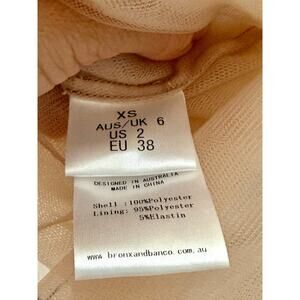 XS
AUS/UK 6
US 2
EU 38
DESIGNED IN AUSTRALIA
MADE IN CHINA
Shell :100%Polyester
Lining: 95%Polyester
5%Elastin
www.bronxandbanco.com.au